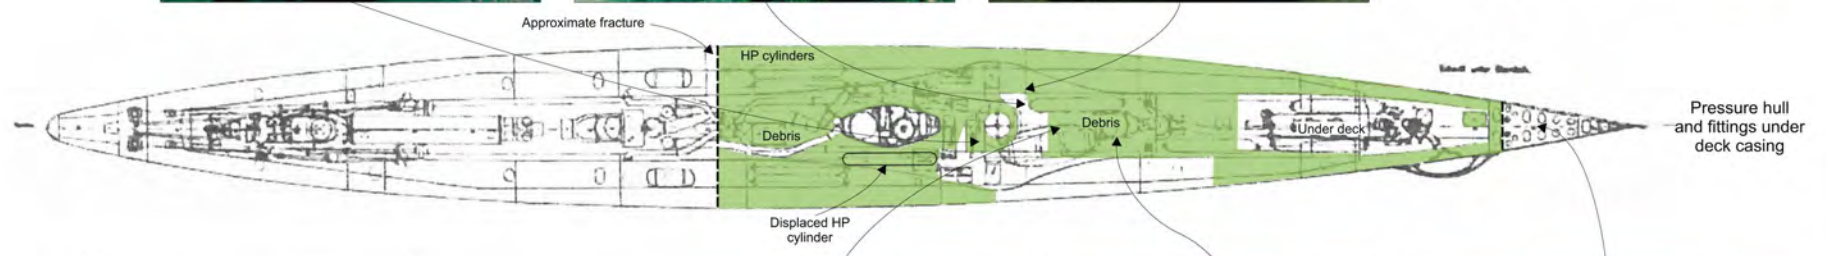 Approximate fracture
HP cylinders
Debris
Debris
Under deck
Pressure hull
and fittings under
deck casing
Displaced HP
cylinder